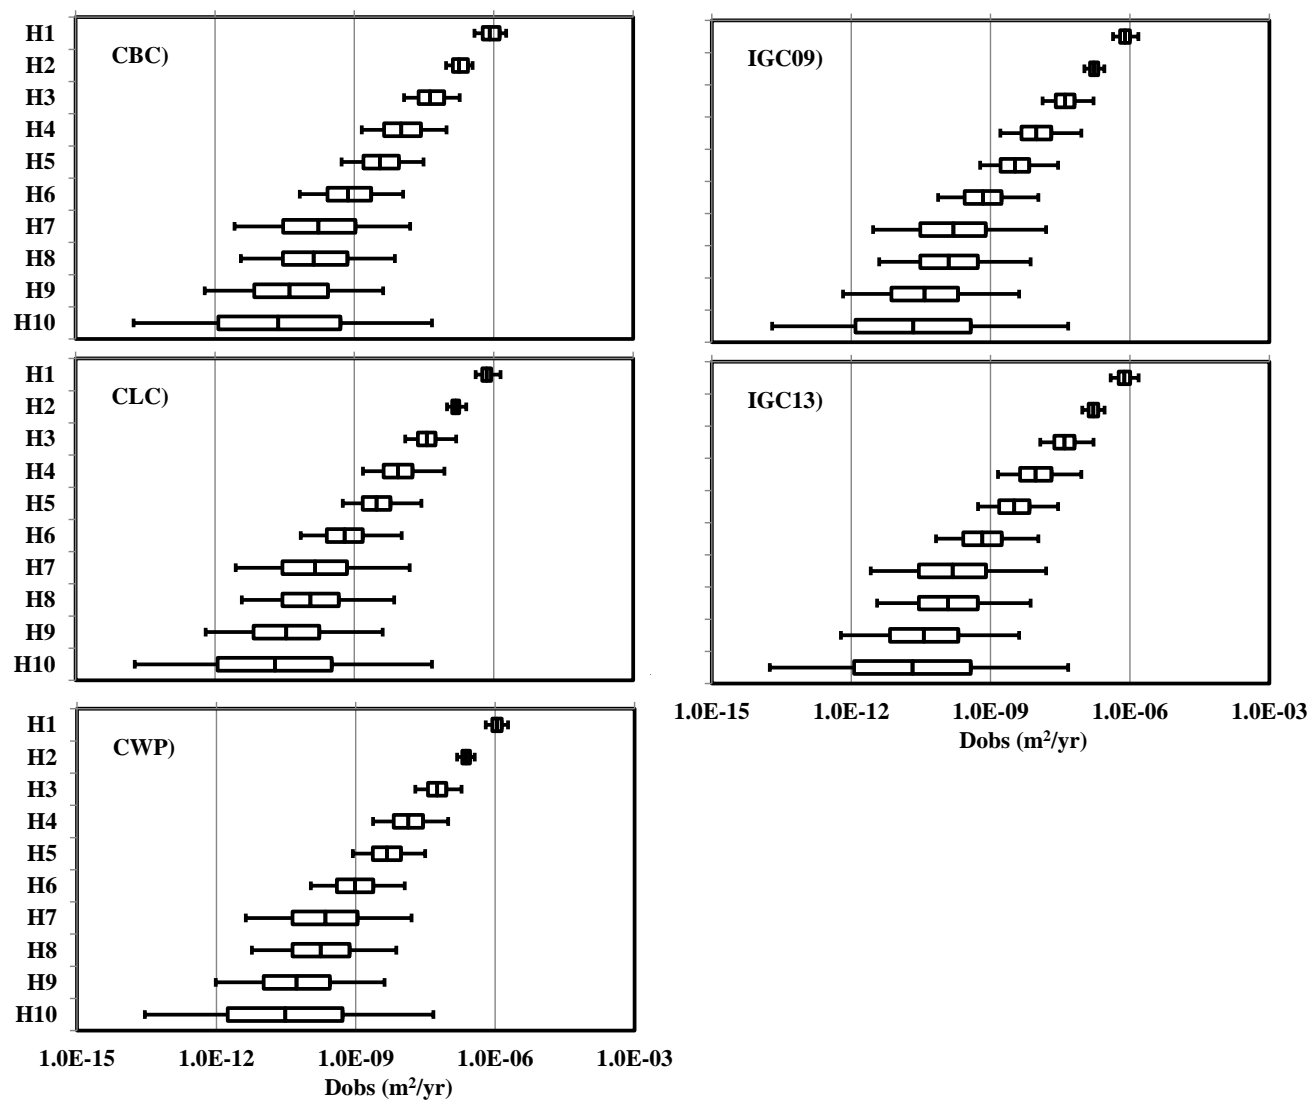 CBC)
H1
H2
H3
H4
H5
H6
H7
H8
H9
H10
IGC09)
CLC)
H1
H2
H3
H4
H5
H6
H7
H8
H9
H10
IGC13)
1.0E-15 1.0E-12 1.0E-09 1.0E-06 1.0E-03
Dobs (m²/yr)
CWP)
H1
H2
H3
H4
H5
H6
H7
H8
H9
H10
1.0E-15 1.0E-12 1.0E-09 1.0E-06 1.0E-03
Dobs (m²/yr)